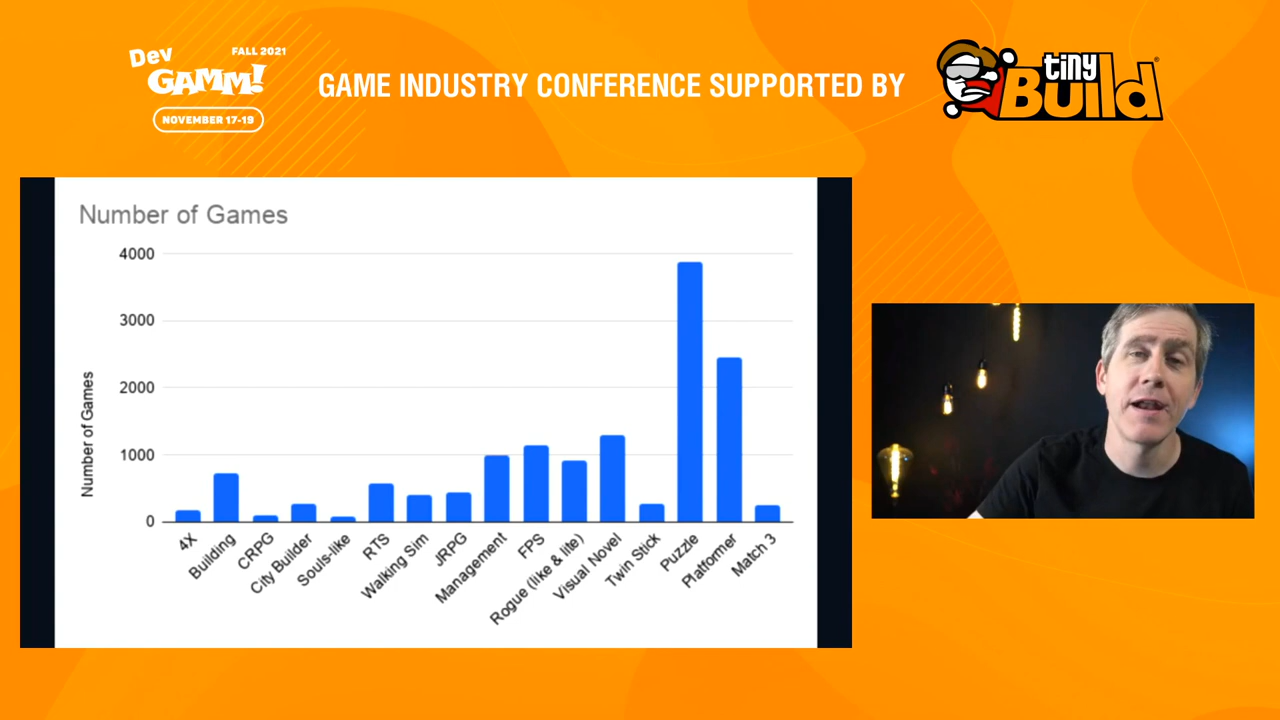 Dev
GAMM!
FALL 2021
NOVEMBER 17-19
GAME INDUSTRY CONFERENCE SUPPORTED BY
tiny
Build
Number of Games
Number of Games
4000
3000
2000
1000
0
4X
Building
CRPG
City Builder
Souls-like
RTS
Walking Sim
JRPG
Management
FPS
Rogue (like & lite)
Visual Novel
Twin Stick
Puzzle
Platformer
Match 3